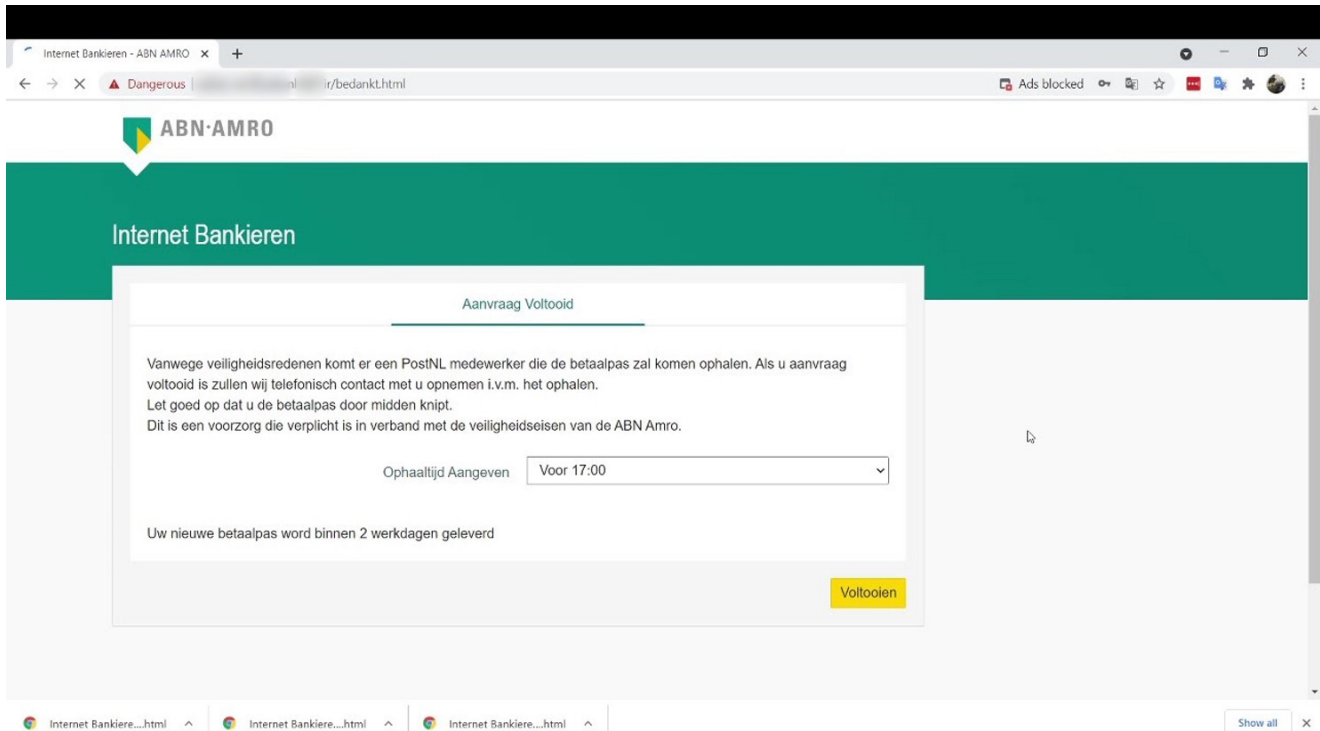 Internet Bankieren - ABN AMRO
Dangerous
r/bedankt.html
Ads blocked
ABN·AMRO
Internet Bankieren
Aanvraag Voltooid
Vanwege veiligheidsredenen komt er een PostNL medewerker die de betaalpas zal komen ophalen. Als u aanvraag
voltooid is zullen wij telefonisch contact met u opnemen i.v.m. het ophalen.
Let goed op dat u de betaalpas door midden knipt.
Dit is een voorzorg die verplicht is in verband met de veiligheidseisen van de ABN Amro.
Ophaaltijd Aangeven Voor 17:00
Uw nieuwe betaalpas word binnen 2 werkdagen geleverd
Voltooien
Internet Bankiere....html Internet Bankiere....html Internet Bankiere....html Show all